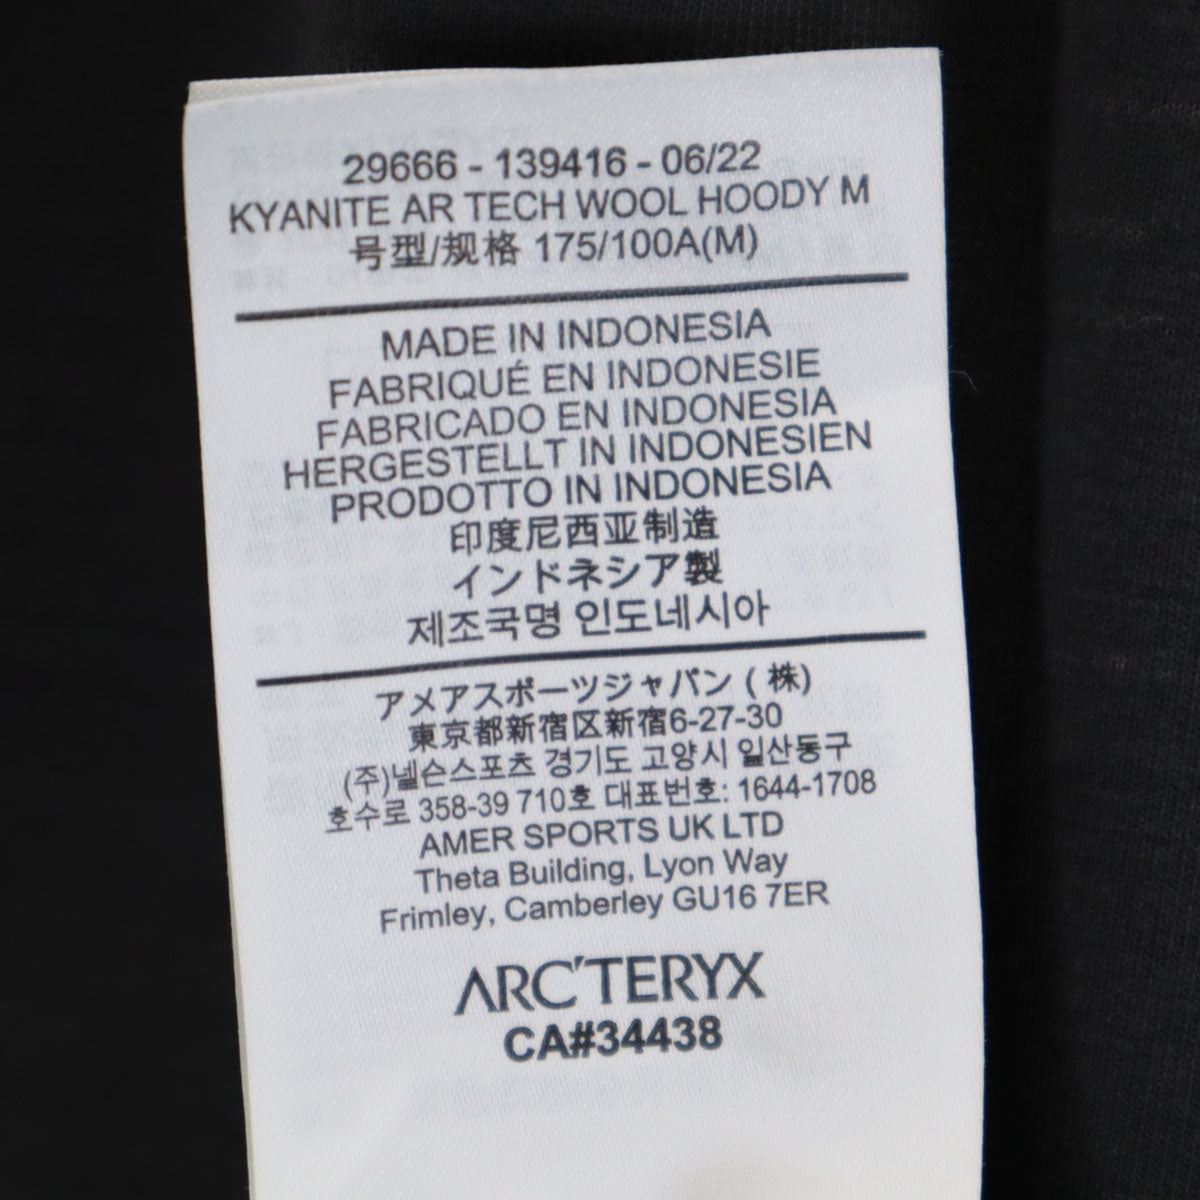 29666 - 139416 - 06/22
KYANITE AR TECH WOOL HOODY M
号型/规格 175/100A(M)
MADE IN INDONESIA
FABRIQUÉ EN INDONESIE
FABRICADO EN INDONESIA
HERGESTELLT IN INDONESIEN
PRODOTTO IN INDONESIA
印度尼西亚制造
インドネシア製
제조국명 인도네시아
アメアスポーツジャパン ( 株)
東京都新宿区新宿6-27-30
(주)넬슨스포츠 경기도 고양시 일산동구
호수로 358-39 710호 대표번호: 1644-1708
AMER SPORTS UK LTD
Theta Building, Lyon Way
Frimley, Camberley GU16 7ER
ARC'TERYX
CA#34438